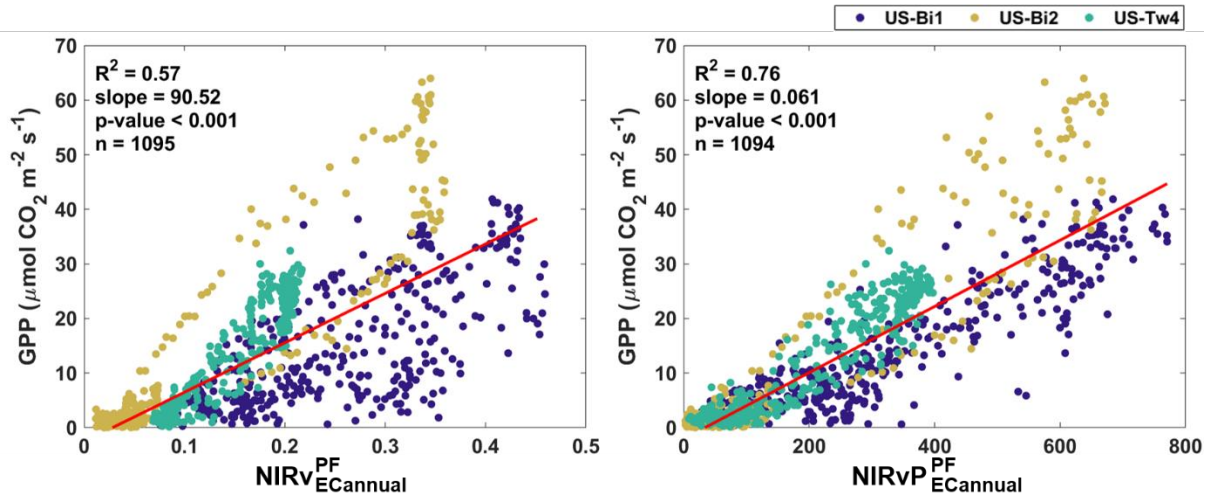 US-Bi1 US-Bi2 US-Tw4
R² = 0.57
slope = 90.52
p-value < 0.001
n = 1095
GPP (μmol CO₂ m⁻² s⁻¹)
70
60
50
40
30
20
10
0
0 0.1 0.2 0.3 0.4 0.5
NIRv^PF_ECannual
R² = 0.76
slope = 0.061
p-value < 0.001
n = 1094
GPP (μmol CO₂ m⁻² s⁻¹)
70
60
50
40
30
20
10
0
0 200 400 600 800
NIRvP^PF_ECannual